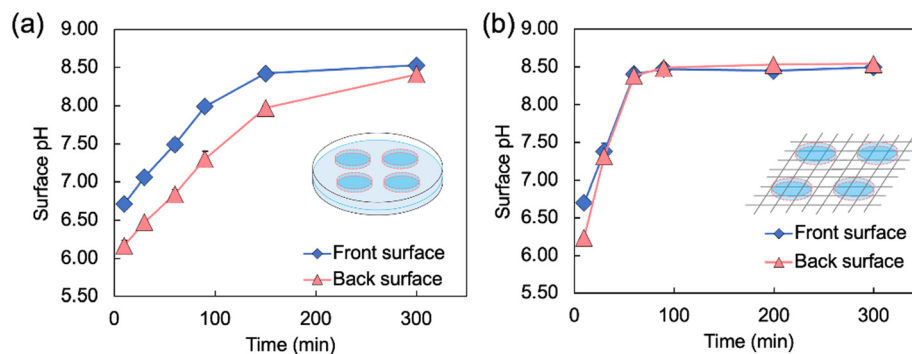 (a)
9.00
8.50
8.00
7.50
7.00
6.50
6.00
5.50
Surface pH
0
100
200
300
Time (min)
Front surface
Back surface
(b)
9.00
8.50
8.00
7.50
7.00
6.50
6.00
5.50
Surface pH
0
100
200
300
Time (min)
Front surface
Back surface